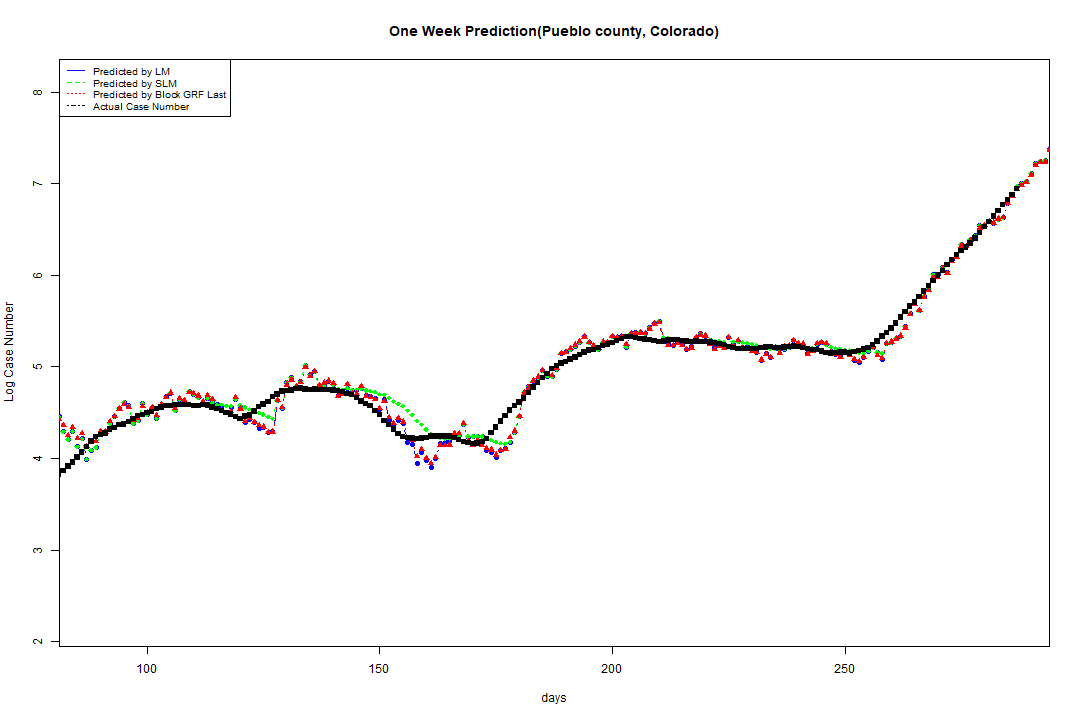 One Week Prediction(Pueblo county, Colorado)
Predicted by LM
Predicted by SLM
Predicted by Block GRF Last
Actual Case Number
8
7
6
5
4
3
2
Log Case Number
100 150 200 250
days